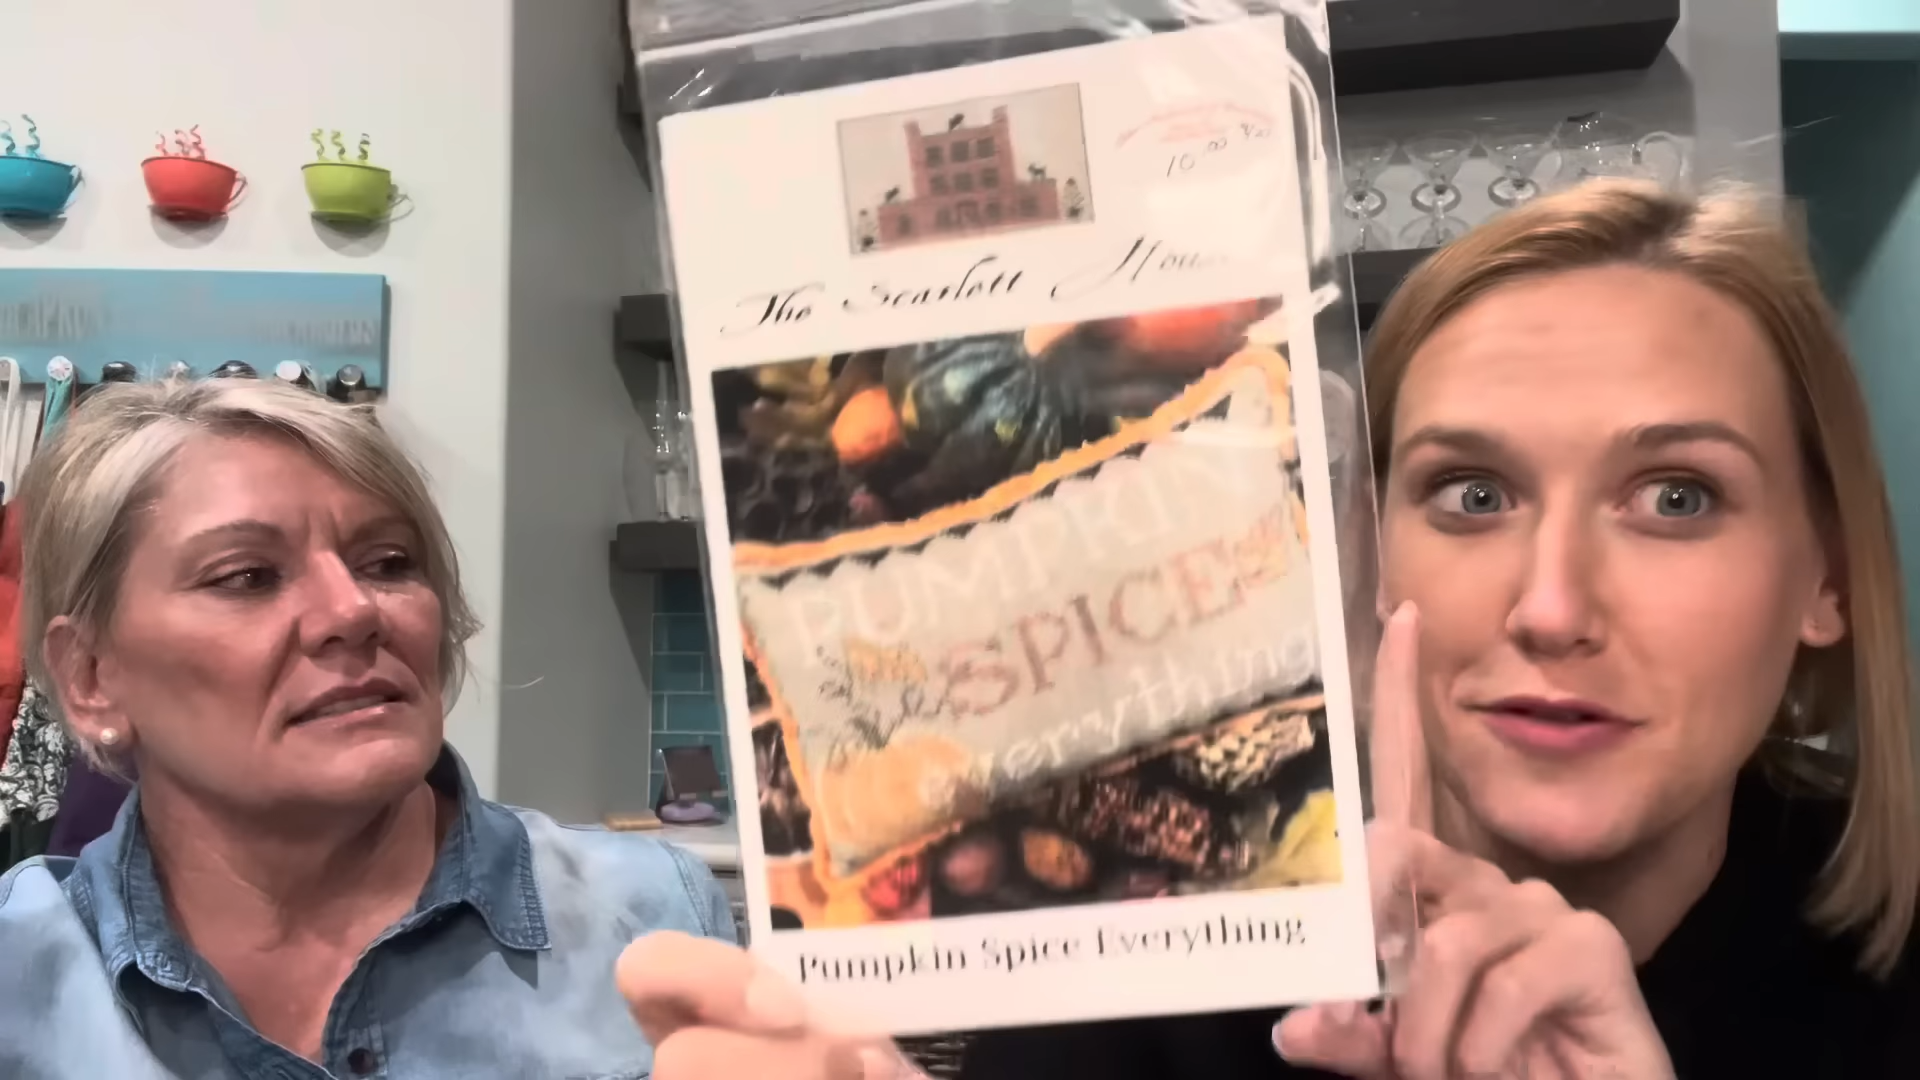 10.00
The Scarlett Hou
PUMPKIN
SPICE
everything
Pumpkin Spice Everything